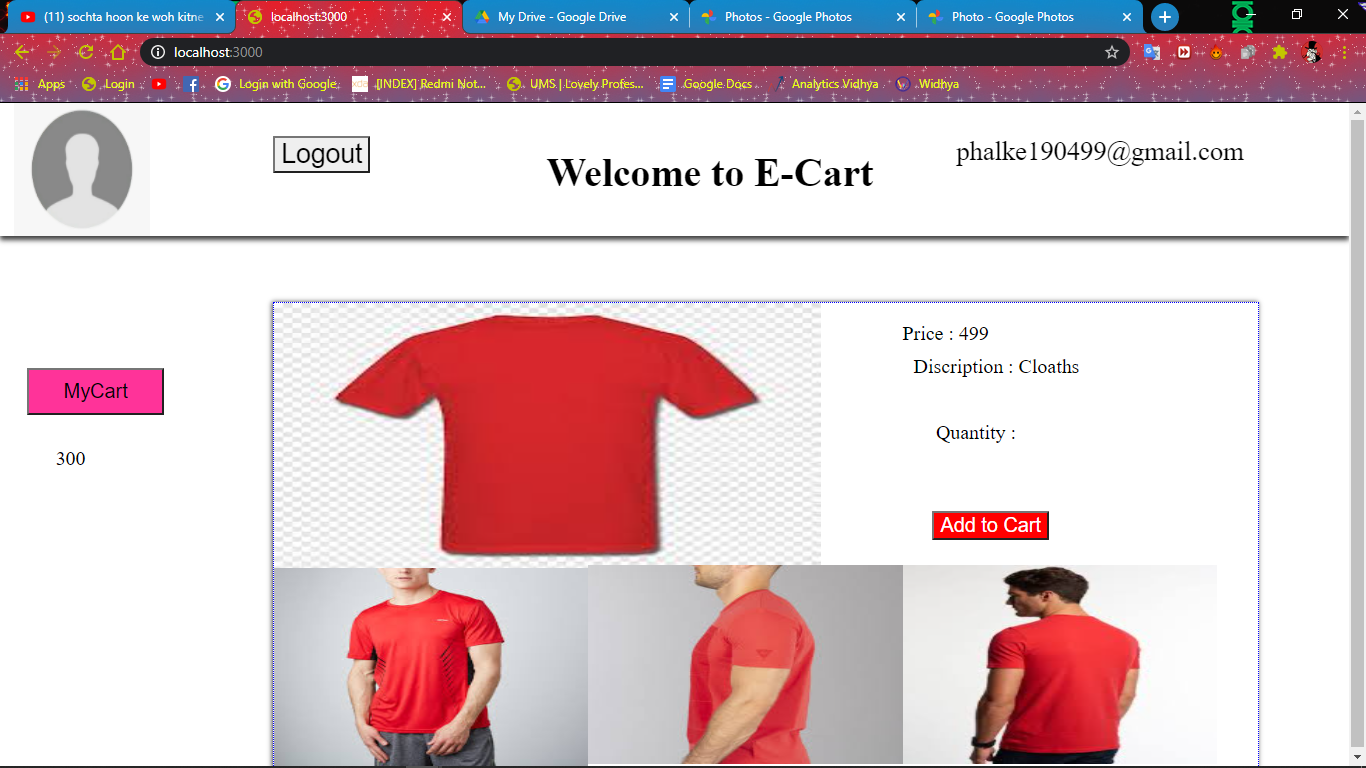 (11) sochta hoon ke woh kitne
localhost:3000
My Drive - Google Drive
Photos - Google Photos
Photo - Google Photos
localhost:3000
Apps
Login
Login with Google
[INDEX] Redmi Not...
UMS | Lovely Profes...
Google Docs
Analytics Vidhya
Widhya
Logout
Welcome to E-Cart
phalke190499@gmail.com
MyCart
300
Price : 499
Discription : Cloaths
Quantity :
Add to Cart